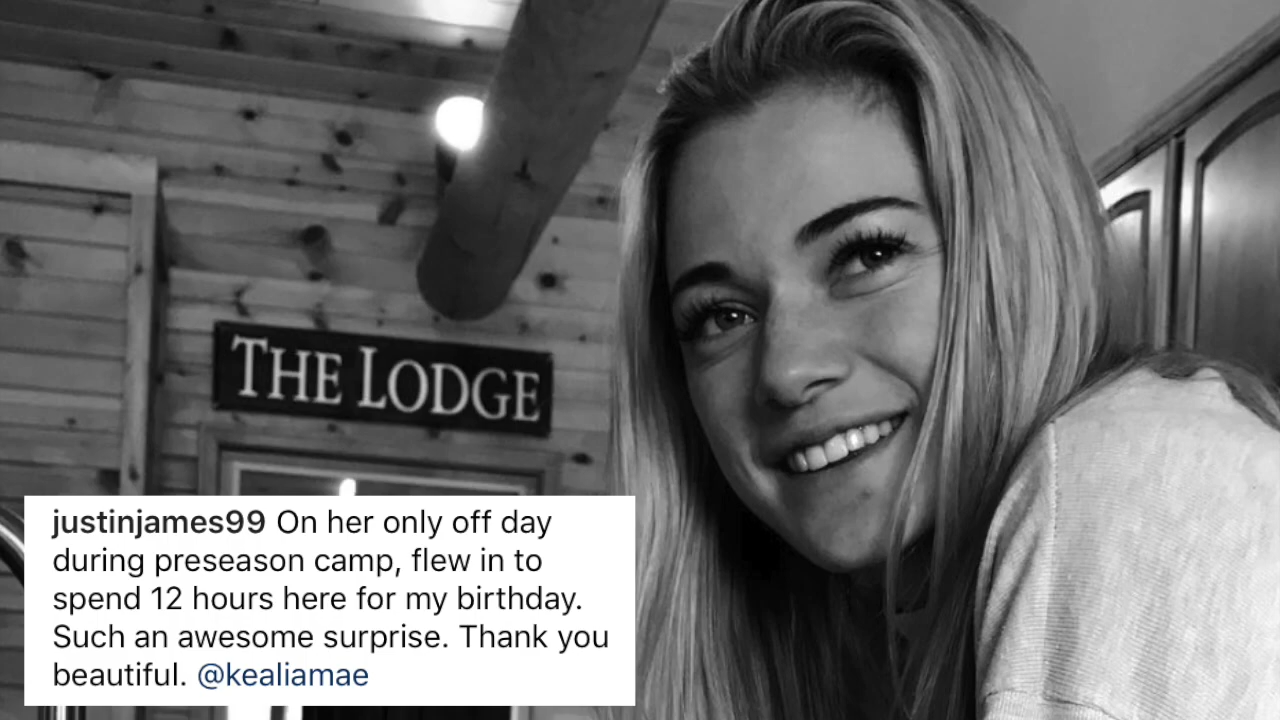 THE LODGE
justinjames99 On her only off day
during preseason camp, flew in to
spend 12 hours here for my birthday.
Such an awesome surprise. Thank you
beautiful. @kealiamae